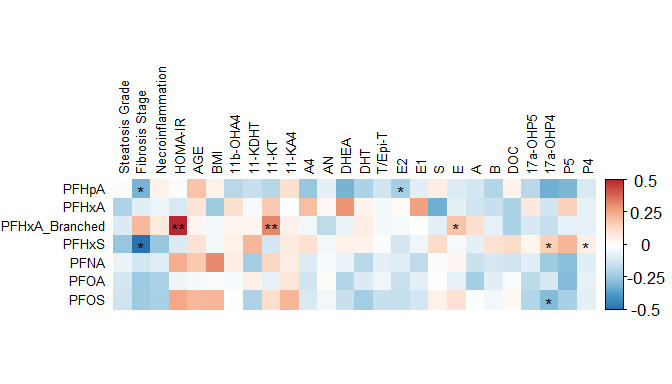 Steatosis Grade
Fibrosis Stage
Necroinflammation
HOMA-IR
AGE
BMI
11b-OHA4
11-KDHT
11-KT
11-KA4
A4
AN
DHEA
DHT
T/Epi-T
E2
E1
S
E
A
B
DOC
17a-OHP5
17a-OHP4
P5
P4
PFHpA * *
PFHxA
PFHxA_Branched ** ** *
PFHxS * * *
PFNA
PFOA
PFOS *
0.5
0.25
0
-0.25
-0.5